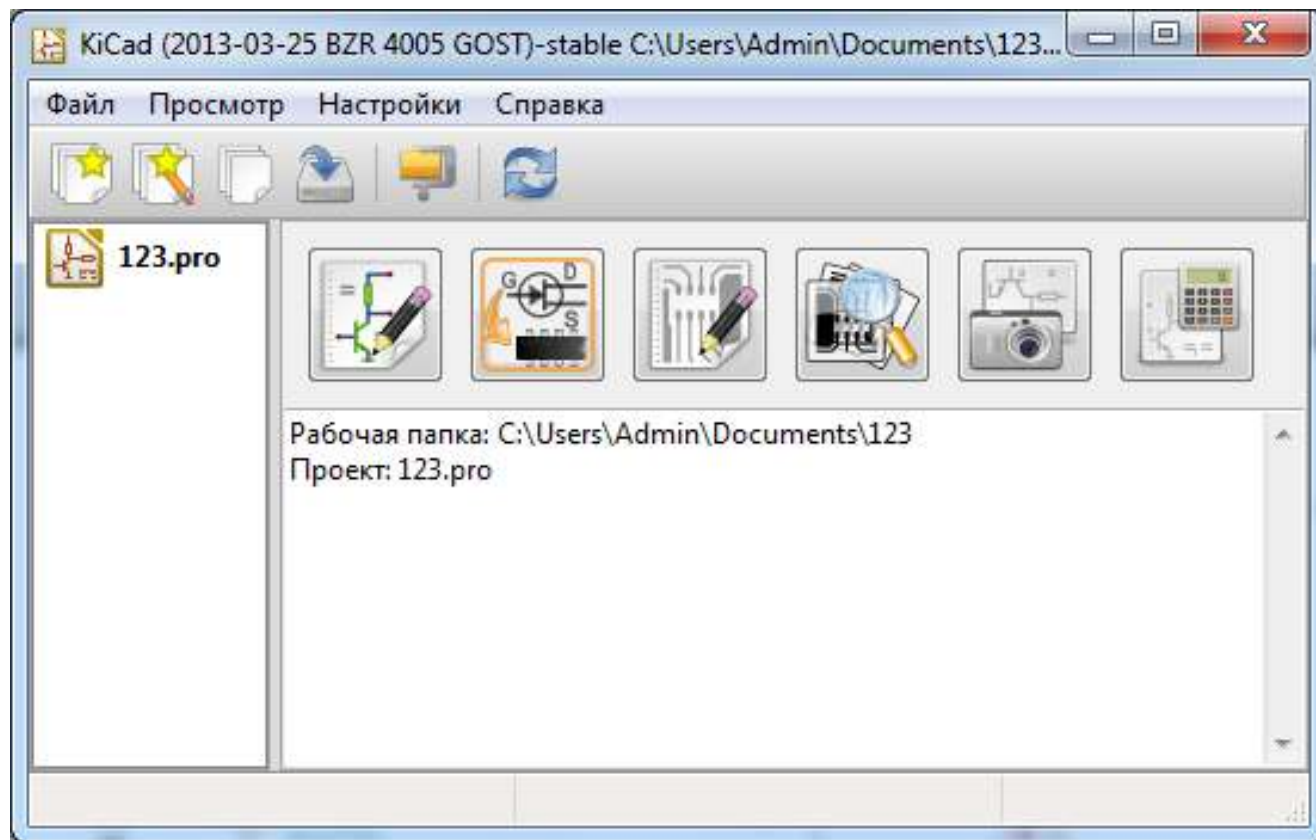 KiCad (2013-03-25 BZR 4005 GOST)-stable C:\Users\Admin\Documents\123...
Файл Просмотр Настройки Справка
123.pro
G D
S
Рабочая папка: C:\Users\Admin\Documents\123
Проект: 123.pro